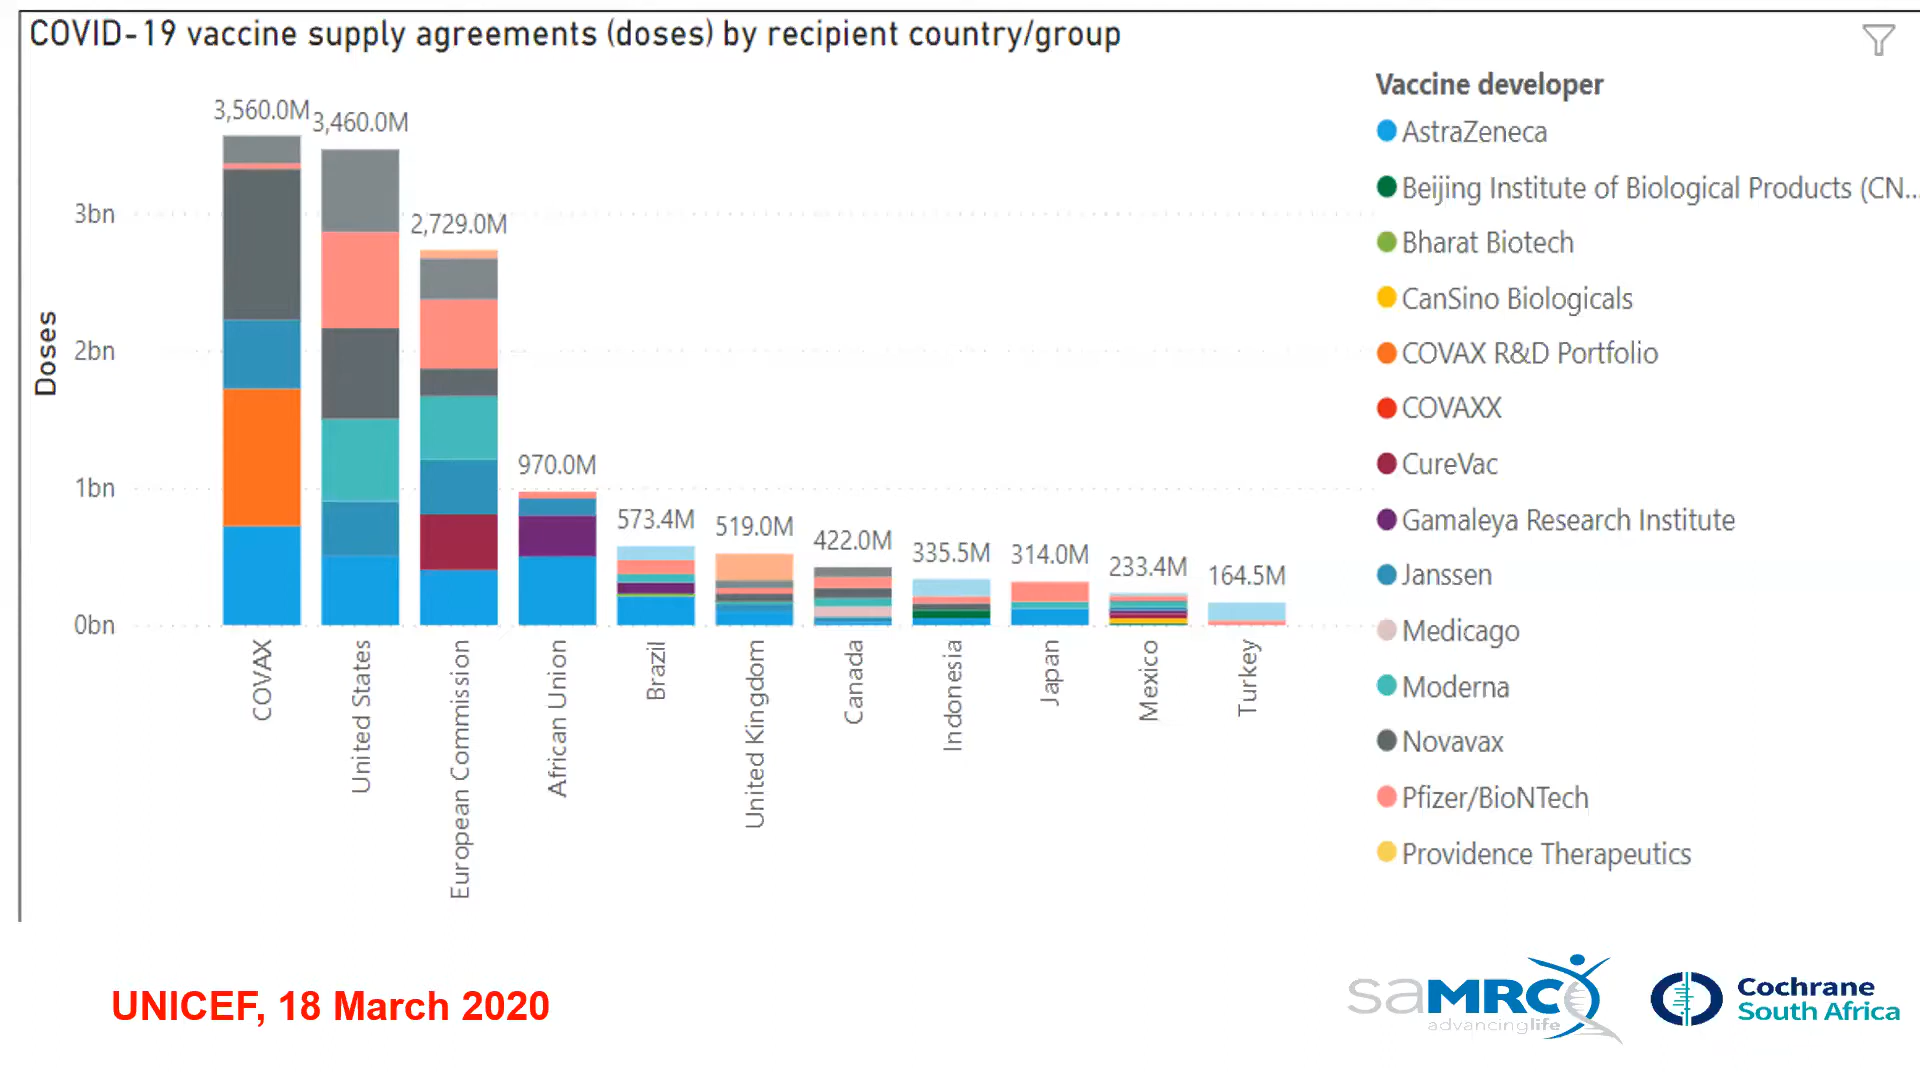 COVID-19 vaccine supply agreements (doses) by recipient country/group
Vaccine developer
AstraZeneca
Beijing Institute of Biological Products (CN...
Bharat Biotech
CanSino Biologicals
COVAX R&D Portfolio
COVAXX
CureVac
Gamaleya Research Institute
Janssen
Medicago
Moderna
Novavax
Pfizer/BioNTech
Providence Therapeutics
Doses
3bn
2bn
1bn
0bn
3,560.0M
3,460.0M
2,729.0M
970.0M
573.4M
519.0M
422.0M
335.5M
314.0M
233.4M
164.5M
COVAX
United States
European Commission
African Union
Brazil
United Kingdom
Canada
Indonesia
Japan
Mexico
Turkey
UNICEF, 18 March 2020
saMRC
advancinglife
Cochrane
South Africa